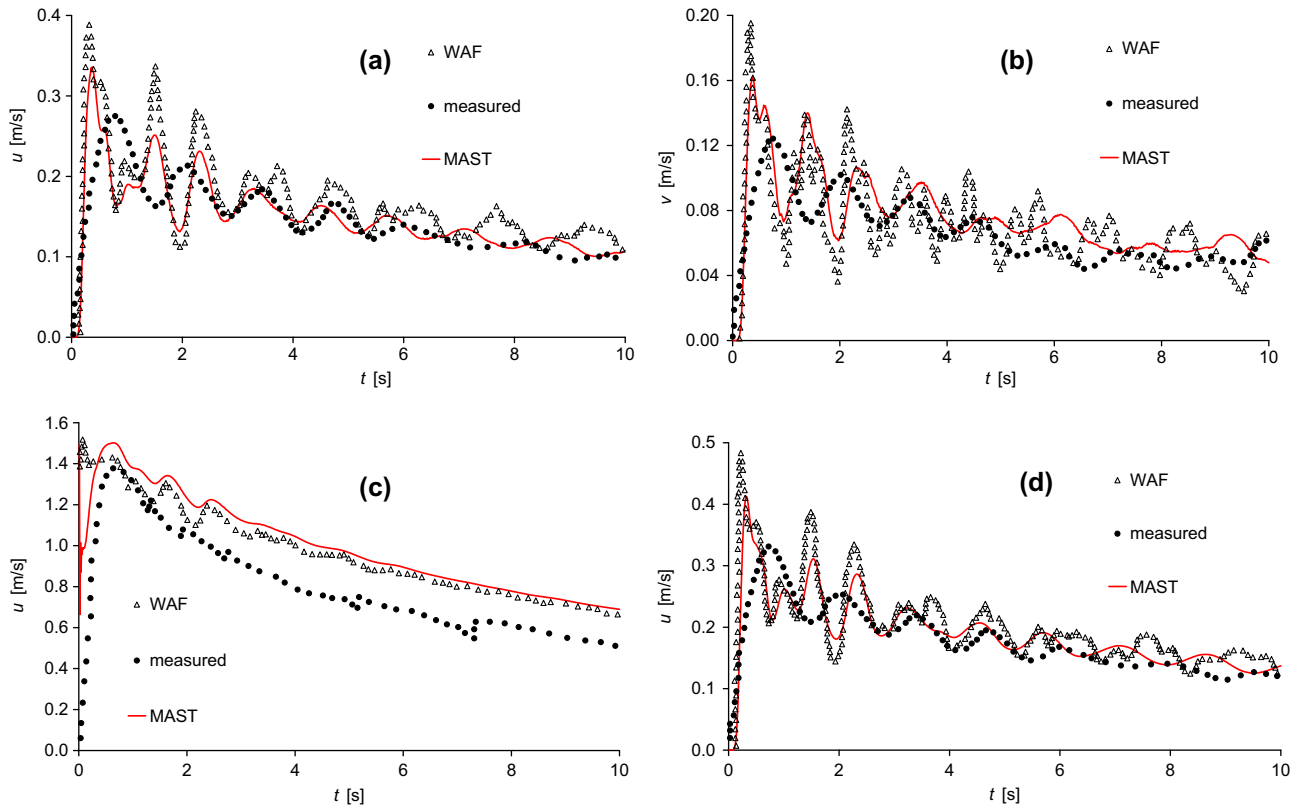 0.4
0.3
0.2
0.1
0.0
u [m/s]
(a)
WAF
measured
MAST
0 2 4 6 8 10
t [s]
0.20
0.16
0.12
0.08
0.04
0.00
v [m/s]
(b)
WAF
measured
MAST
0 2 4 6 8 10
t [s]
1.6
1.4
1.2
1.0
0.8
0.6
0.4
0.2
0.0
u [m/s]
(c)
WAF
measured
MAST
0 2 4 6 8 10
t [s]
0.5
0.4
0.3
0.2
0.1
0.0
u [m/s]
(d)
WAF
measured
MAST
0 2 4 6 8 10
t [s]